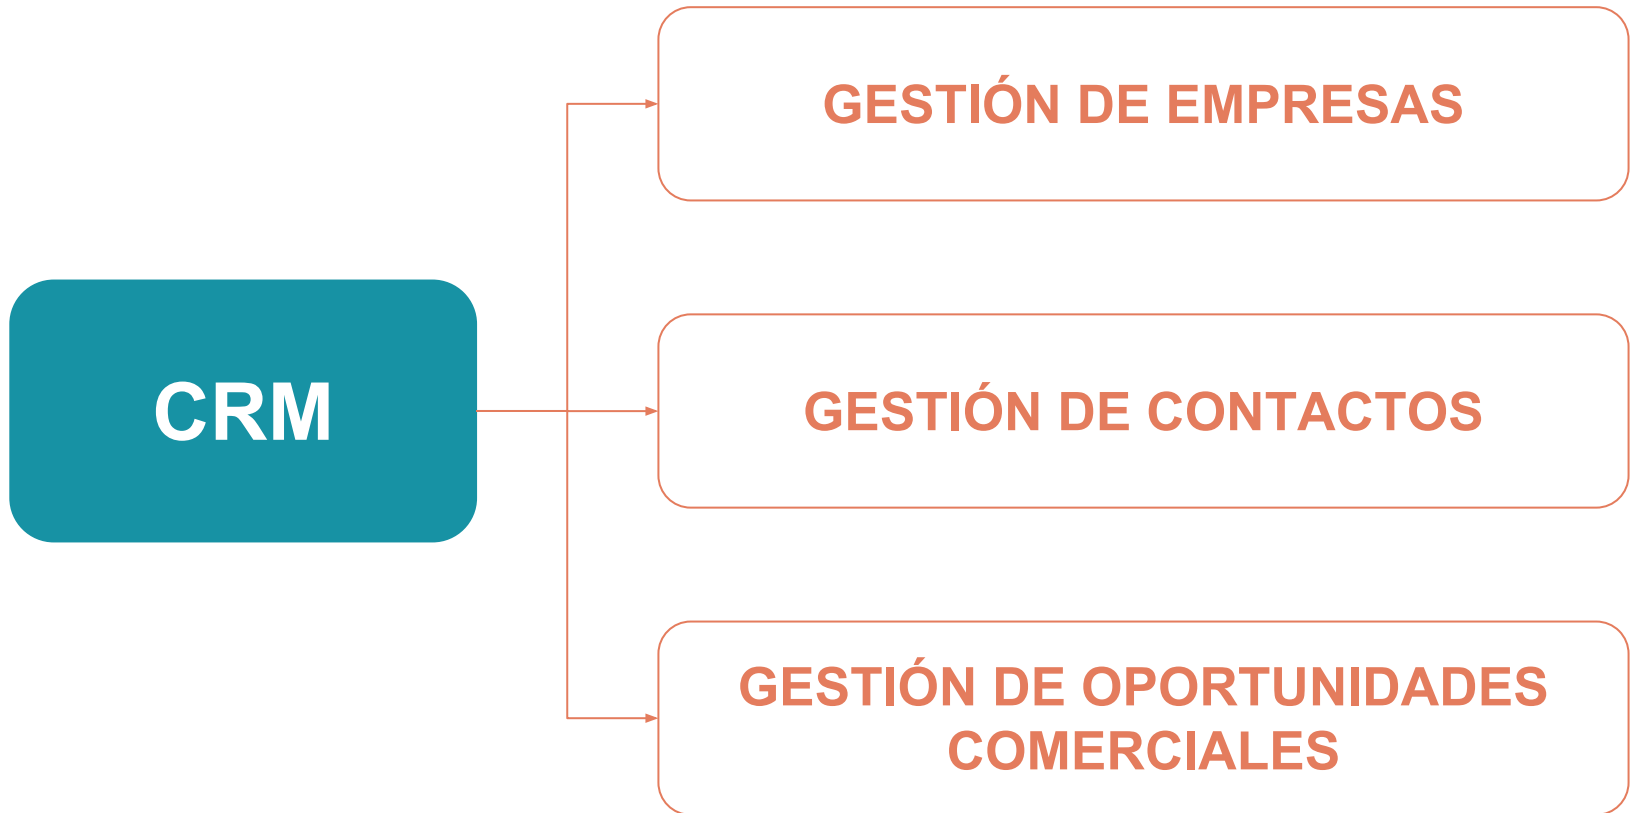 GESTIÓN DE EMPRESAS
CRM
GESTIÓN DE CONTACTOS
GESTIÓN DE OPORTUNIDADES
COMERCIALES